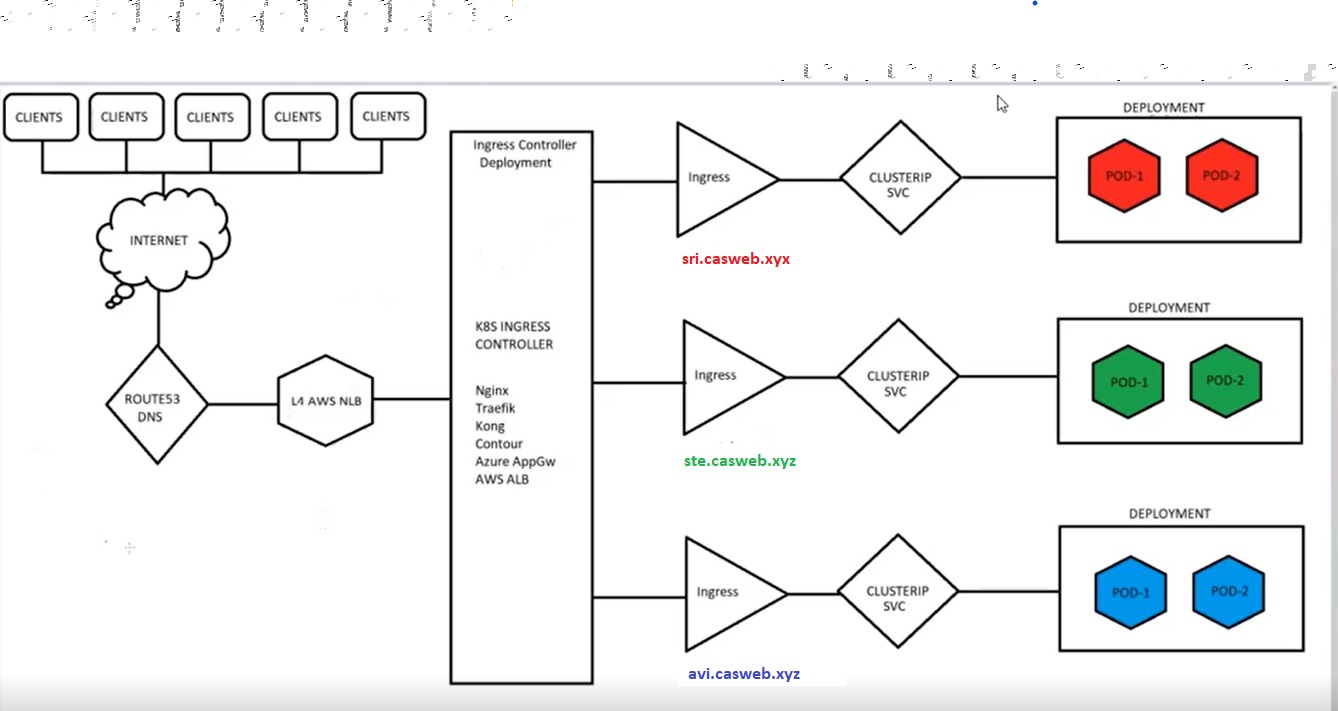 CLIENTS
CLIENTS
CLIENTS
CLIENTS
CLIENTS
INTERNET
ROUTE53
DNS
L4 AWS NLB
Ingress Controller
Deployment
K8S INGRESS
CONTROLLER
Nginx
Traefik
Kong
Contour
Azure AppGw
AWS ALB
Ingress
sri.casweb.xyx
CLUSTERIP
SVC
DEPLOYMENT
POD-1
POD-2
Ingress
ste.casweb.xyz
CLUSTERIP
SVC
DEPLOYMENT
POD-1
POD-2
Ingress
avi.casweb.xyz
CLUSTERIP
SVC
DEPLOYMENT
POD-1
POD-2